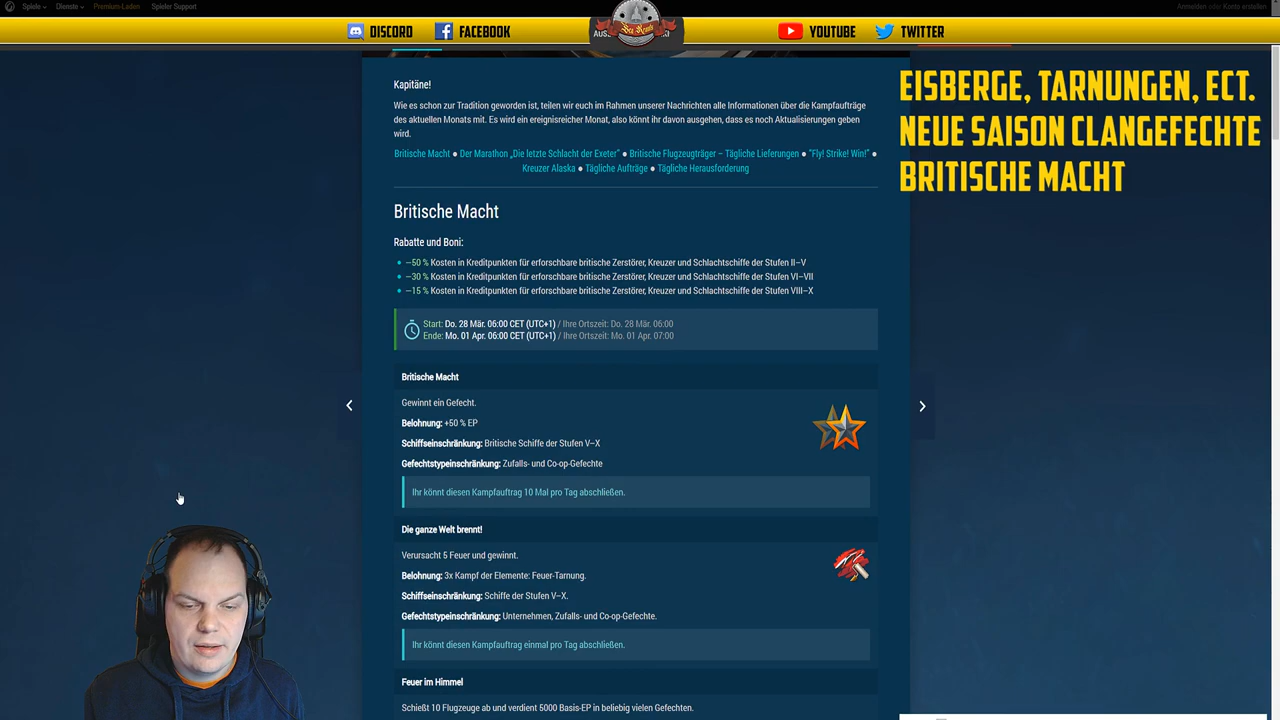 Spiele Dienste Premium-Laden Spieler Support
Anmelden oder Konto erstellen
DISCORD FACEBOOK YOUTUBE TWITTER
EISBERGE, TARNUNGEN, ECT.
NEUE SAISON CLANGEFECHTE
BRITISCHE MACHT
Kapitäne!
Wie es schon zur Tradition geworden ist, teilen wir euch im Rahmen unserer Nachrichten alle Informationen über die Kampfaufträge
des aktuellen Monats mit. Es wird ein ereignisreicher Monat, also könnt ihr davon ausgehen, dass es noch Aktualisierungen geben
wird.
Britische Macht ● Der Marathon „Die letzte Schlacht der Exeter“ ● Britische Flugzeugträger – Tägliche Lieferungen ● "Fly! Strike! Win!" ●
Kreuzer Alaska ● Tägliche Aufträge ● Tägliche Herausforderung
Britische Macht
Rabatte und Boni:
–50 % Kosten in Kreditpunkten für erforschbare britische Zerstörer, Kreuzer und Schlachtschiffe der Stufen II–V
–30 % Kosten in Kreditpunkten für erforschbare britische Zerstörer, Kreuzer und Schlachtschiffe der Stufen VI–VII
–15 % Kosten in Kreditpunkten für erforschbare britische Zerstörer, Kreuzer und Schlachtschiffe der Stufen VIII–X
Start: Do. 28 Mär. 06:00 CET (UTC+1) / Ihre Ortszeit: Do. 28 Mär. 06:00
Ende: Mo. 01 Apr. 06:00 CET (UTC+1) / Ihre Ortszeit: Mo. 01 Apr. 07:00
Britische Macht
Gewinnt ein Gefecht.
Belohnung: +50 % EP
Schiffseinschränkung: Britische Schiffe der Stufen V–X
Gefechtstypeinschränkung: Zufalls- und Co-op-Gefechte
Ihr könnt diesen Kampfauftrag 10 Mal pro Tag abschließen.
Die ganze Welt brennt!
Verursacht 5 Feuer und gewinnt.
Belohnung: 3x Kampf der Elemente: Feuer-Tarnung.
Schiffseinschränkung: Schiffe der Stufen V–X.
Gefechtstypeinschränkung: Unternehmen, Zufalls- und Co-op-Gefechte.
Ihr könnt diesen Kampfauftrag einmal pro Tag abschließen.
Feuer im Himmel
Schießt 10 Flugzeuge ab und verdient 5000 Basis-EP in beliebig vielen Gefechten.